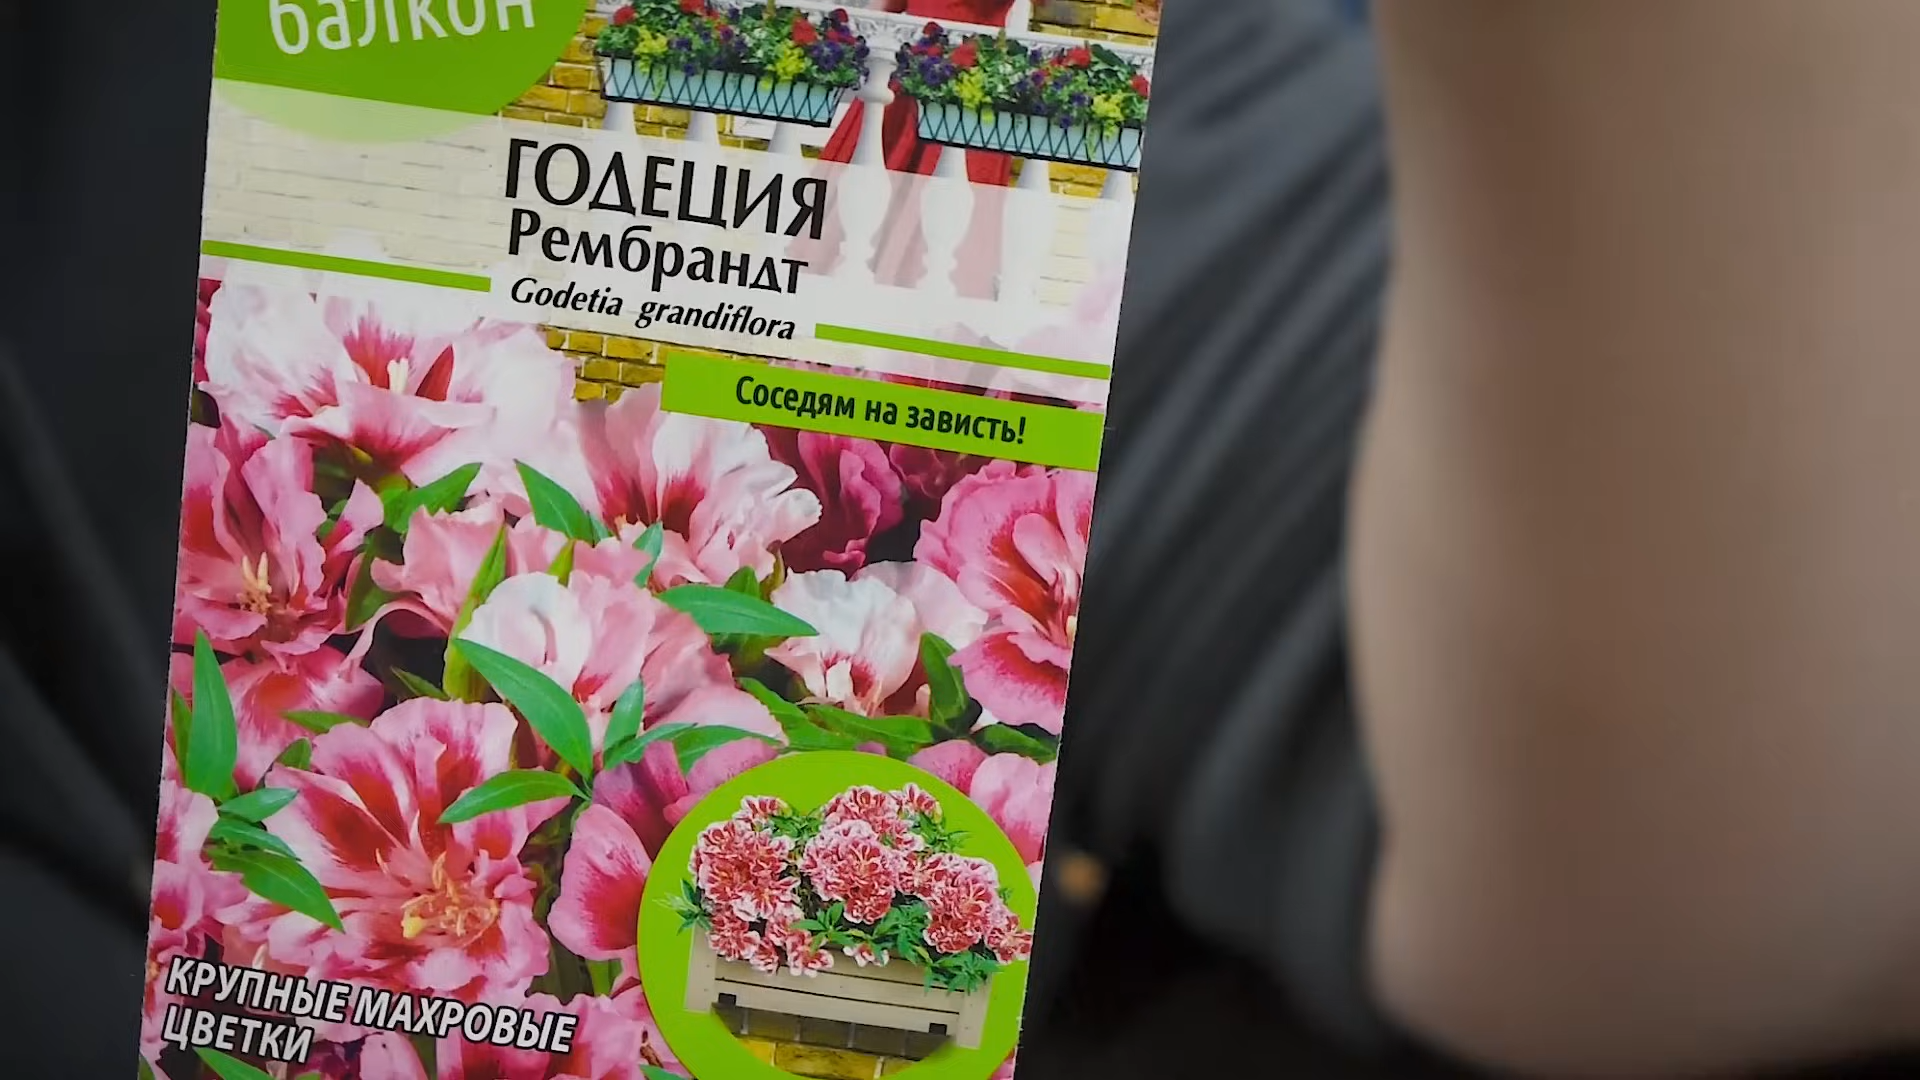 балкон
ГОДЕЦИЯ
Рембрандт
Godetia grandiflora
Соседям на зависть!
КРУПНЫЕ МАХРОВЫЕ
ЦВЕТКИ